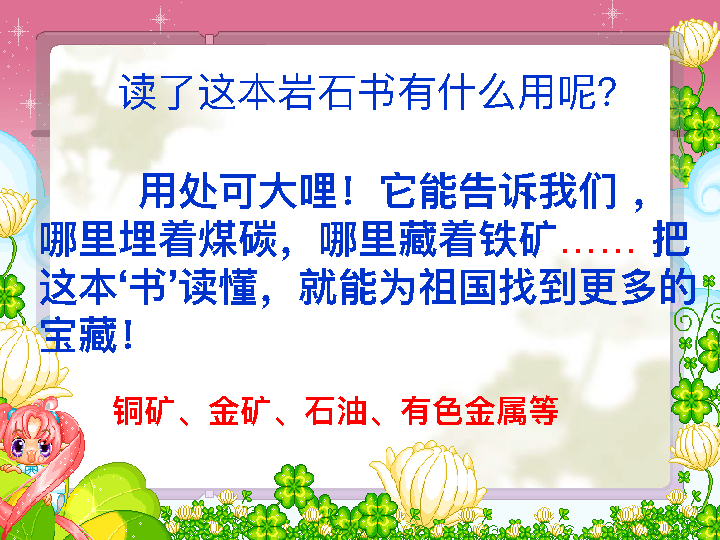 读了这本岩石书有什么用呢?
用处可大哩！它能告诉我们，
哪里埋着煤碳，哪里藏着铁矿…… 把
这本‘书’读懂，就能为祖国找到更多的
宝藏！
铜矿、金矿、石油、有色金属等